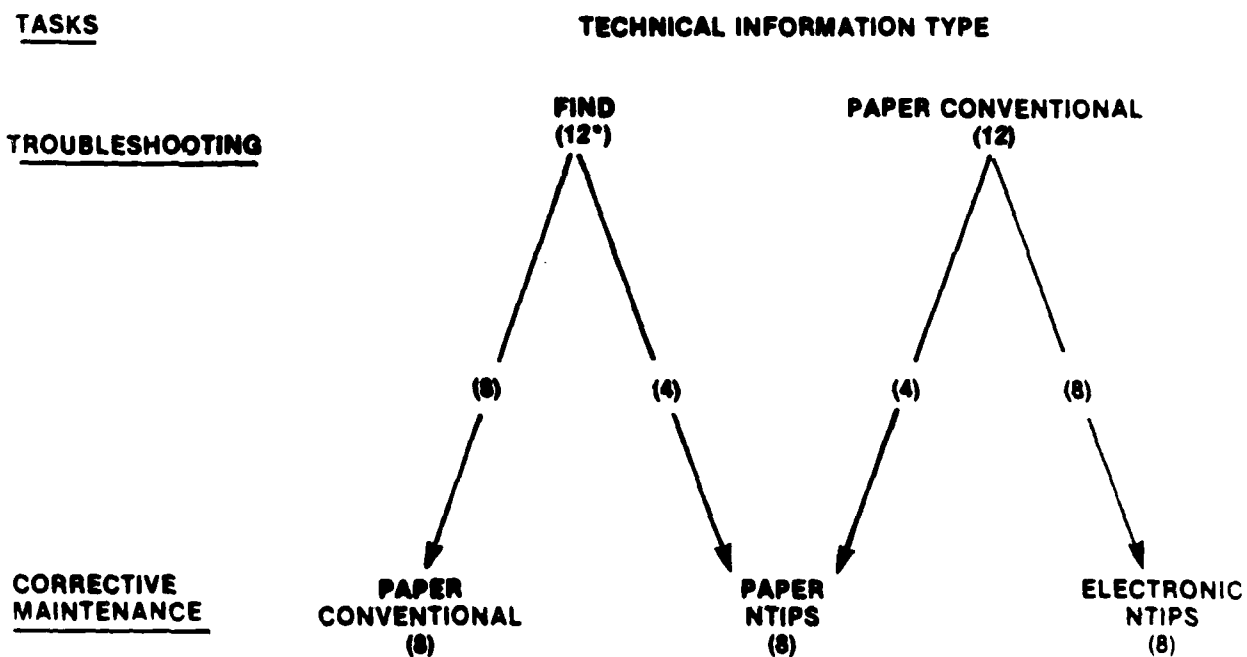 TASKS
TECHNICAL INFORMATION TYPE
FIND
(12*)
PAPER CONVENTIONAL
(12)
TROUBLESHOOTING
(8)
(4)
(4)
(8)
CORRECTIVE
MAINTENANCE
PAPER
CONVENTIONAL
(8)
PAPER
NTIPS
(8)
ELECTRONIC
NTIPS
(8)